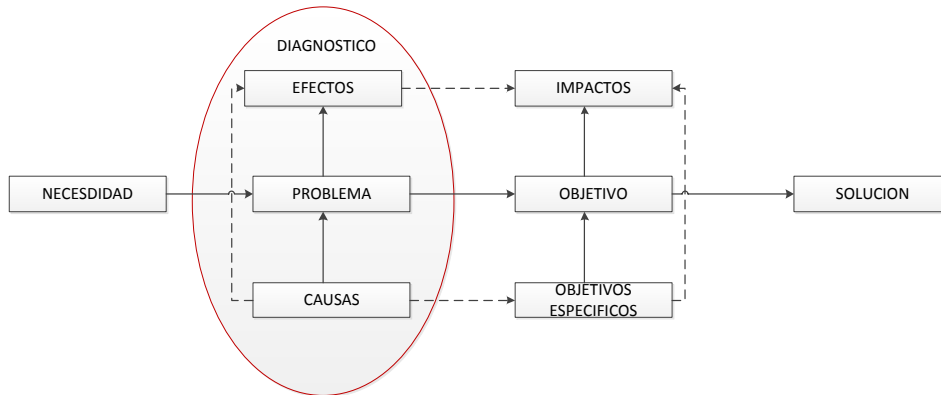 DIAGNOSTICO
EFECTOS
IMPACTOS
NECESDIDAD
PROBLEMA
OBJETIVO
SOLUCION
CAUSAS
OBJETIVOS
ESPECIFICOS